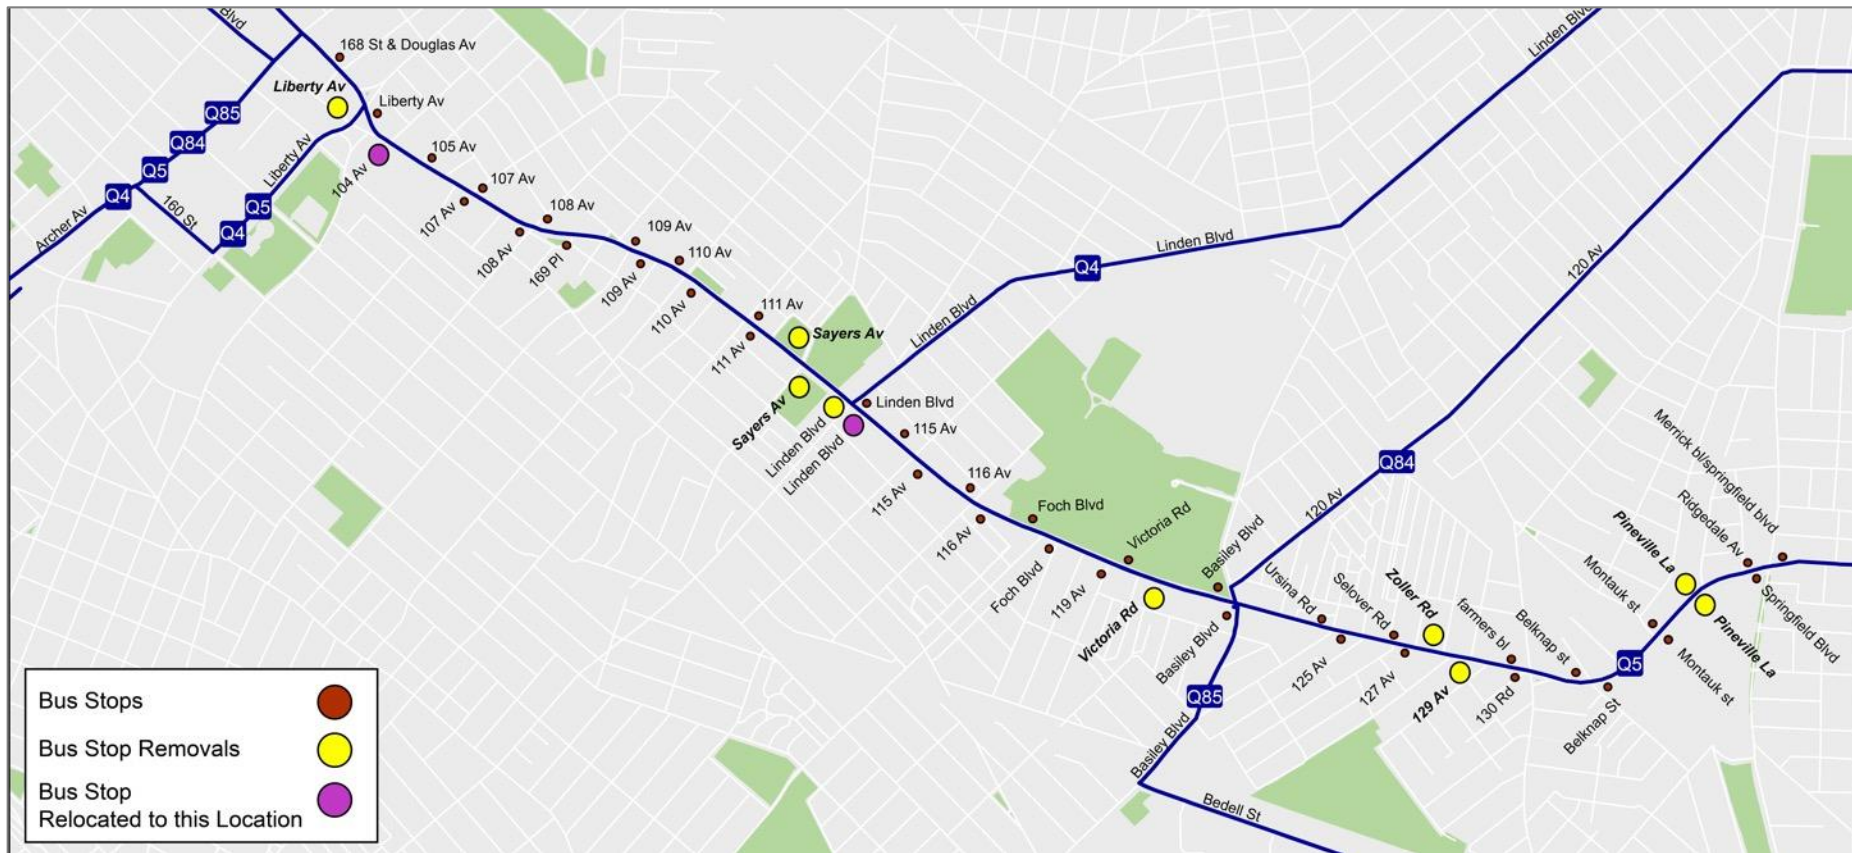 Blvd
168 St & Douglas Av
Liberty Av
Liberty Av
Q85
Q84
Q5
Q4
Archer Av
160 St
Liberty Av
Q5
Q4
104 Av
105 Av
107 Av
107 Av
108 Av
108 Av
169 Pl
109 Av
109 Av
110 Av
110 Av
111 Av
111 Av
Sayers Av
Sayers Av
Linden Blvd
Linden Blvd
Linden Blvd
Linden Blvd
Q4
Linden Blvd
Linden Blvd
115 Av
115 Av
116 Av
116 Av
Foch Blvd
Foch Blvd
119 Av
Victoria Rd
Victoria Rd
Basiley Blvd
Basiley Blvd
120 Av
Q84
120 Av
Q85
Basiley Blvd
Bedell St
Ursina Rd
125 Av
Selover Rd
127 Av
Zoller Rd
129 Av
farmers bl
130 Rd
Belknap st
Belknap St
Q5
Montauk st
Montauk st
Pineville La
Pineville La
Ridgedale Av
Merrick bl/springfield blvd
Springfield Blvd
Bus Stops
Bus Stop Removals
Bus Stop
Relocated to this Location